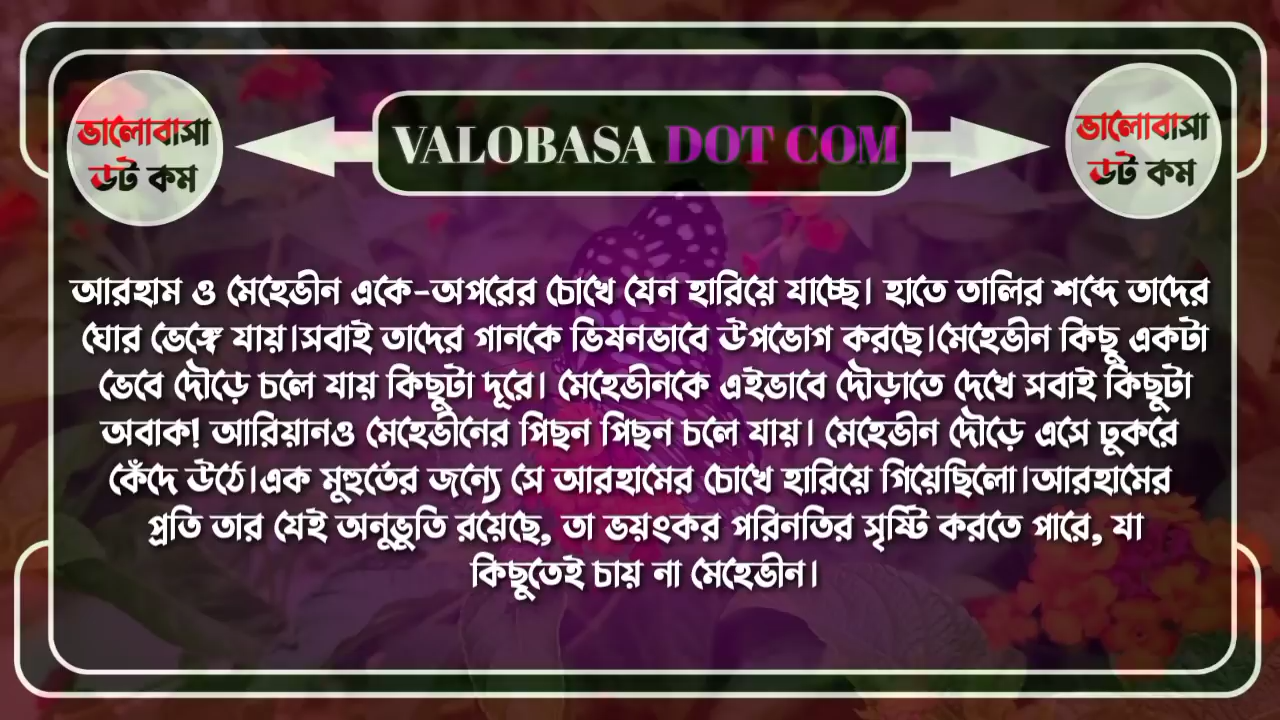 ভালোবাসা
ডট কম
VALOBASA DOT COM
ভালোবাসা
ডট কম
আরহাম ও মেহেভীন একে-অপরের চোখে যেন হারিয়ে যাচ্ছে। হাতে তালির শব্দে তাদের
ঘোর ভেঙ্গে যায়।সবাই তাদের গানকে ভিষনভাবে উপভোগ করছে।মেহেভীন কিছু একটা
ভেবে দৌড়ে চলে যায় কিছুটা দূরে। মেহেভীনকে এইভাবে দৌড়াতে দেখে সবাই কিছুটা
অবাক! আরিয়ানও মেহেভীনের পিছন পিছন চলে যায়। মেহেভীন দৌড়ে এসে ঢুকরে
কেঁদে উঠে।এক মুহুর্তের জন্যে সে আরহামের চোখে হারিয়ে গিয়েছিলো।আরহামের
প্রতি তার যেই অনুভুতি রয়েছে, তা ভয়ংকর পরিনতির সৃষ্টি করতে পারে, যা
কিছুতেই চায় না মেহেভীন।